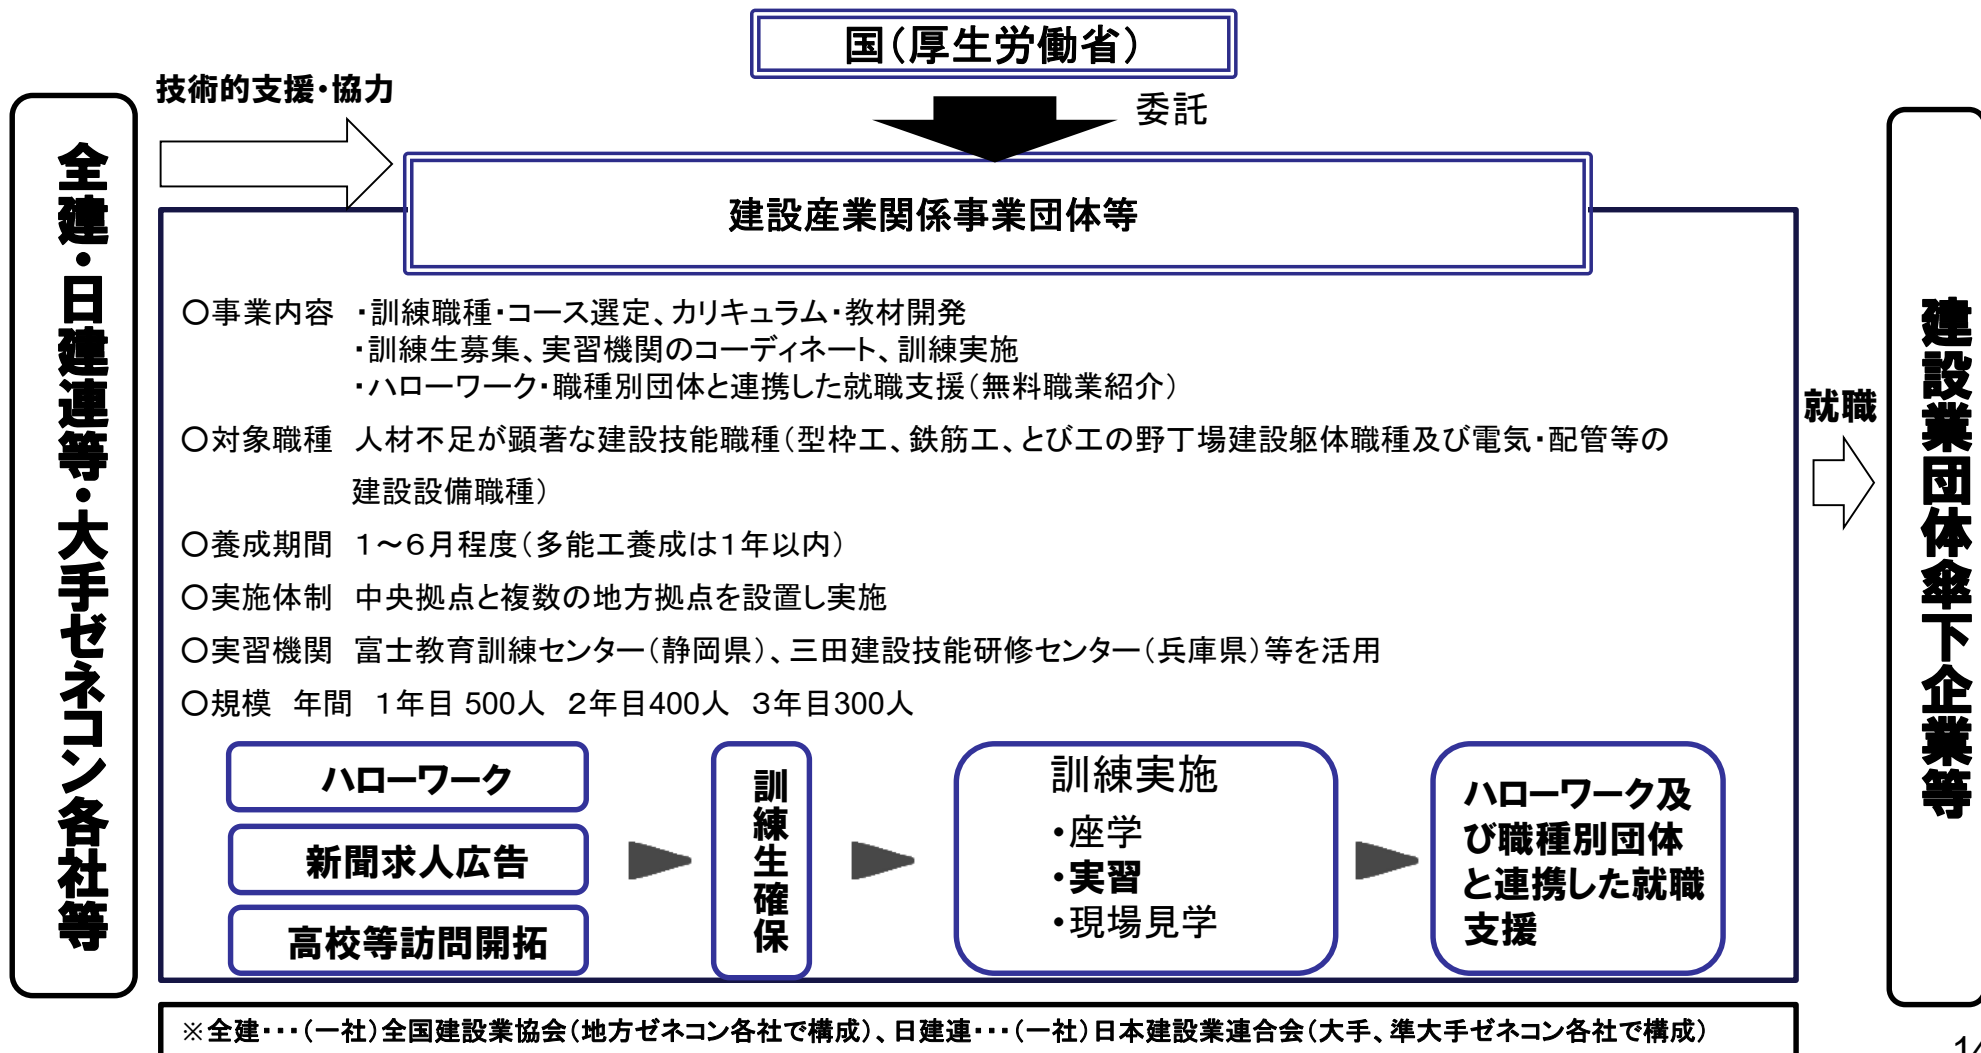 国(厚生労働省)
技術的支援・協力
委託
全建・日建連等・大手ゼネコン各社等
建設産業関係事業団体等
○事業内容　・訓練職種・コース選定、カリキュラム・教材開発
・訓練生募集、実習機関のコーディネート、訓練実施
・ハローワーク・職種別団体と連携した就職支援(無料職業紹介)
○対象職種　人材不足が顕著な建設技能職種(型枠工、鉄筋工、とび工の野丁場建設躯体職種及び電気・配管等の
建設設備職種)
○養成期間　1～6月程度(多能工養成は1年以内)
○実施体制　中央拠点と複数の地方拠点を設置し実施
○実習機関　富士教育訓練センター(静岡県)、三田建設技能研修センター(兵庫県)等を活用
○規模　年間　1年目 500人　2年目400人　3年目300人
ハローワーク
新聞求人広告
高校等訪問開拓
訓練生確保
訓練実施
・座学
・実習
・現場見学
ハローワーク及
び職種別団体
と連携した就職
支援
就職
建設業団体傘下企業等
※全建・・・(一社)全国建設業協会(地方ゼネコン各社で構成)、日建連・・・(一社)日本建設業連合会(大手、準大手ゼネコン各社で構成)